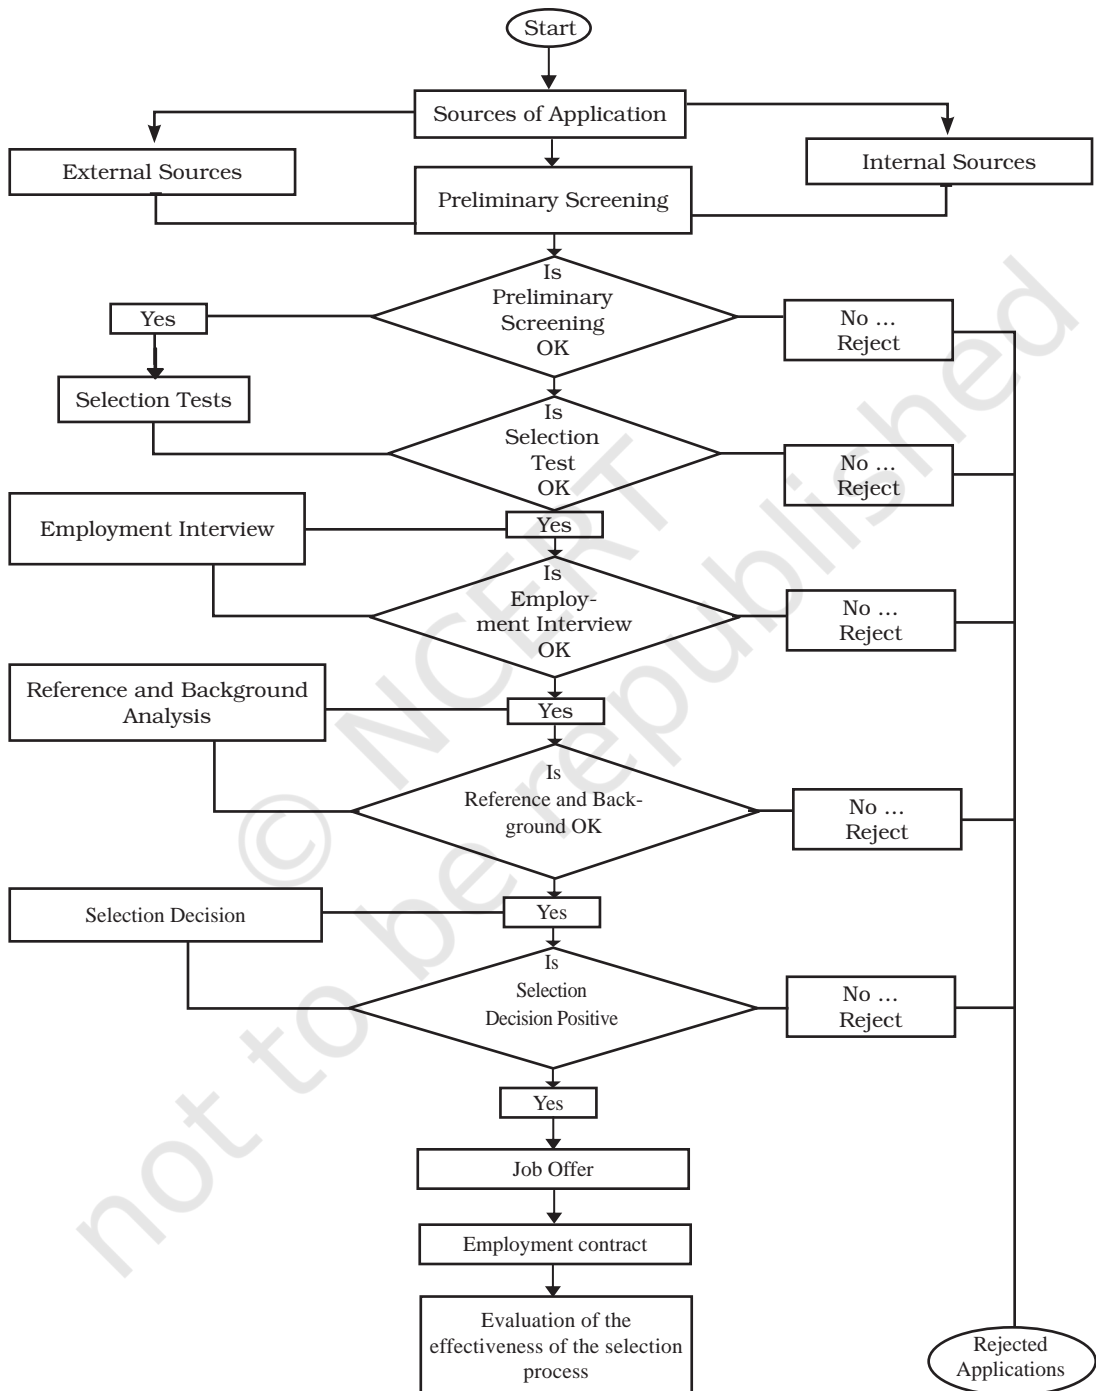 Start
Sources of Application
External Sources
Internal Sources
Preliminary Screening
Is
Preliminary
Screening
OK
Yes
No ...
Reject
Selection Tests
Is
Selection
Test
OK
No ...
Reject
Employment Interview
Yes
Is
Employ-
ment Interview
OK
No ...
Reject
Reference and Background
Analysis
Yes
Is
Reference and Back-
ground OK
No ...
Reject
Selection Decision
Yes
Is
Selection
Decision Positive
No ...
Reject
Yes
Job Offer
Employment contract
Evaluation of the
effectiveness of the selection
process
Rejected
Applications
© NCERT
not to be republished